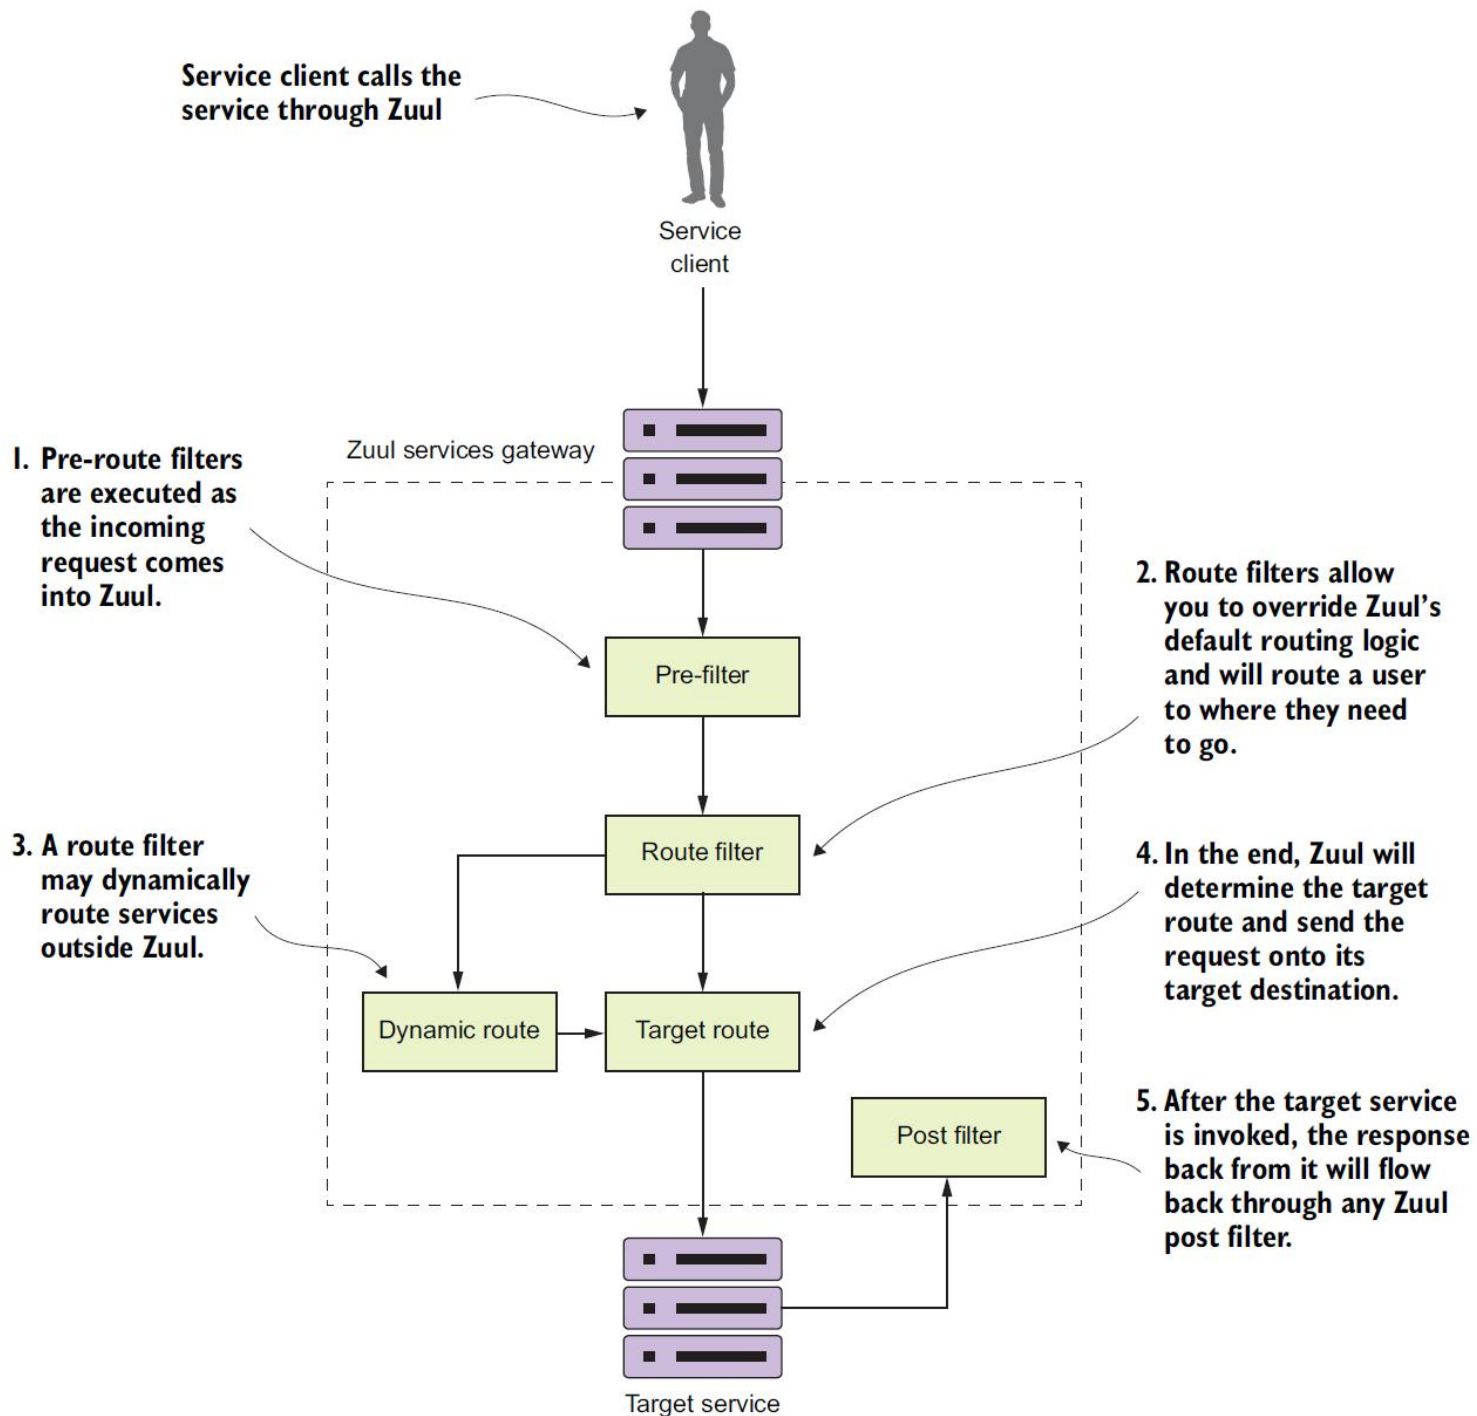 Service client calls the
service through Zuul
Service
client
Zuul services gateway
1. Pre-route filters
are executed as
the incoming
request comes
into Zuul.
2. Route filters allow
you to override Zuul's
default routing logic
and will route a user
to where they need
to go.
Pre-filter
Route filter
3. A route filter
may dynamically
route services
outside Zuul.
4. In the end, Zuul will
determine the target
route and send the
request onto its
target destination.
Dynamic route
Target route
Post filter
5. After the target service
is invoked, the response
back from it will flow
back through any Zuul
post filter.
Target service